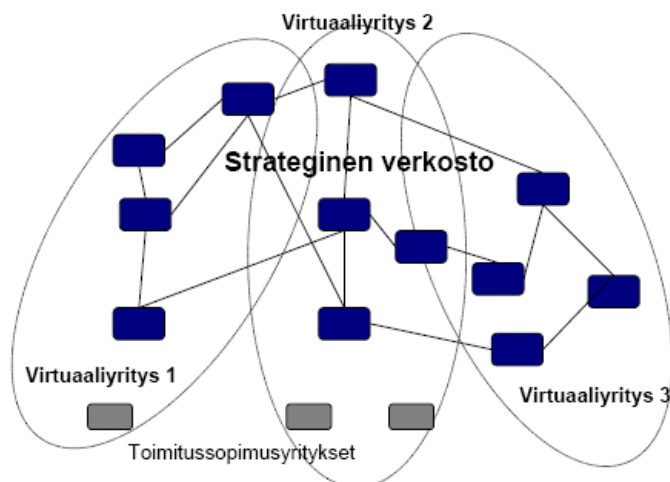 Virtuaaliyritys 2
Strateginen verkosto
Virtuaaliyritys 1
Virtuaaliyritys 3
Toimitussopimusyritykset